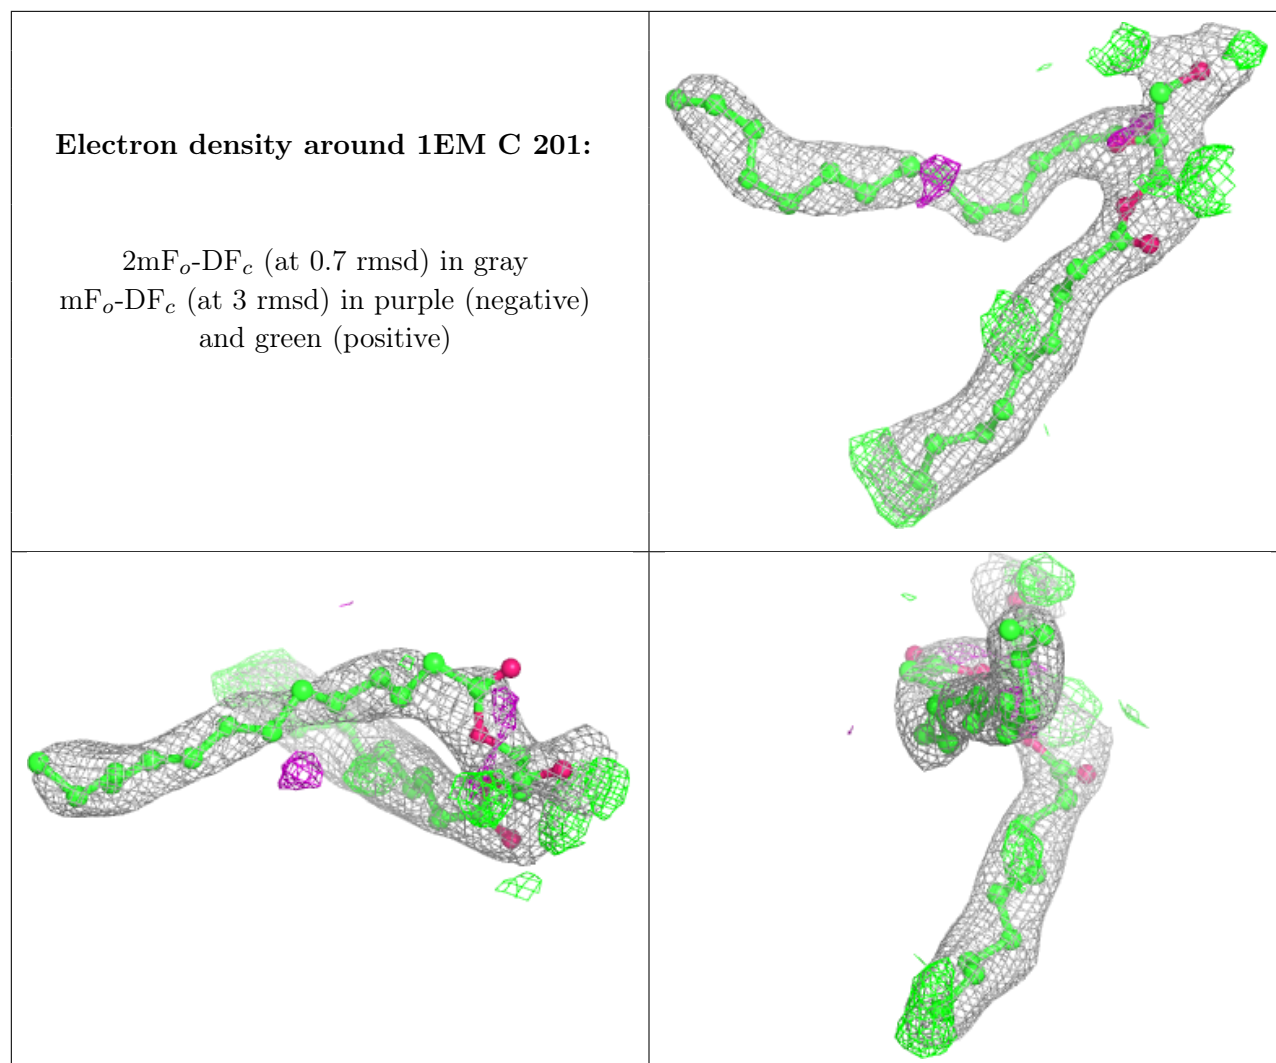 Electron density around 1EM C 201:
2mFo-DFc (at 0.7 rmsd) in gray
mFo-DFc (at 3 rmsd) in purple (negative)
and green (positive)